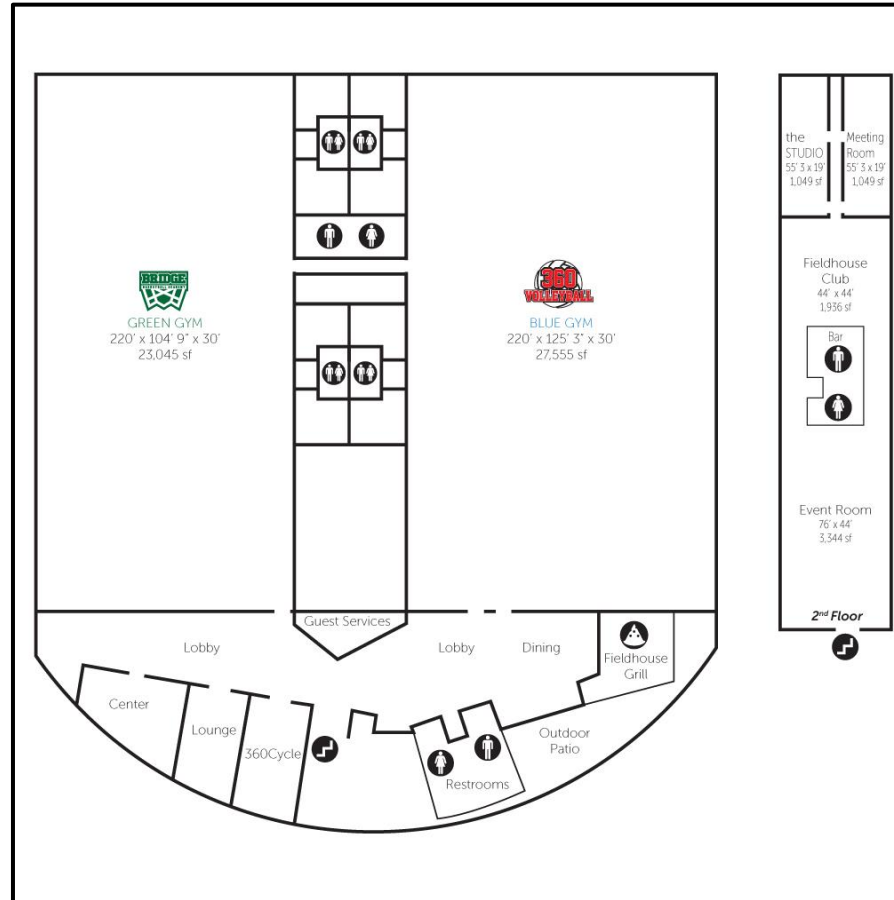 BRIDGE
GREEN GYM
220' x 104' 9" x 30'
23,045 sf
360
VOLLEYBALL
BLUE GYM
220' x 125' 3" x 30'
27,555 sf
Guest Services
Lobby
Lobby
Dining
Fieldhouse
Grill
Center
Lounge
360Cycle
Restrooms
Outdoor
Patio
the
STUDIO
55' 3 x 19'
1,049 sf
Meeting
Room
55' 3 x 19'
1,049 sf
Fieldhouse
Club
44' x 44'
1,936 sf
Bar
Event Room
76' x 44'
3,344 sf
2nd Floor